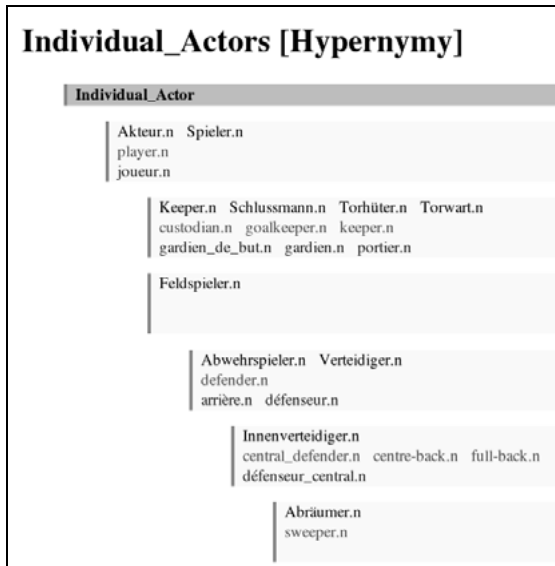 Individual_Actors [Hypernymy]
Individual_Actor
Akteur.n Spieler.n
player.n
joueur.n
Keeper.n Schlussmann.n Torhüter.n Torwart.n
custodian.n goalkeeper.n keeper.n
gardien_de_but.n gardien.n portier.n
Feldspieler.n
Abwehrspieler.n Verteidiger.n
defender.n
arrière.n défenseur.n
Innenverteidiger.n
central_defender.n centre-back.n full-back.n
défenseur_central.n
Abräumer.n
sweeper.n